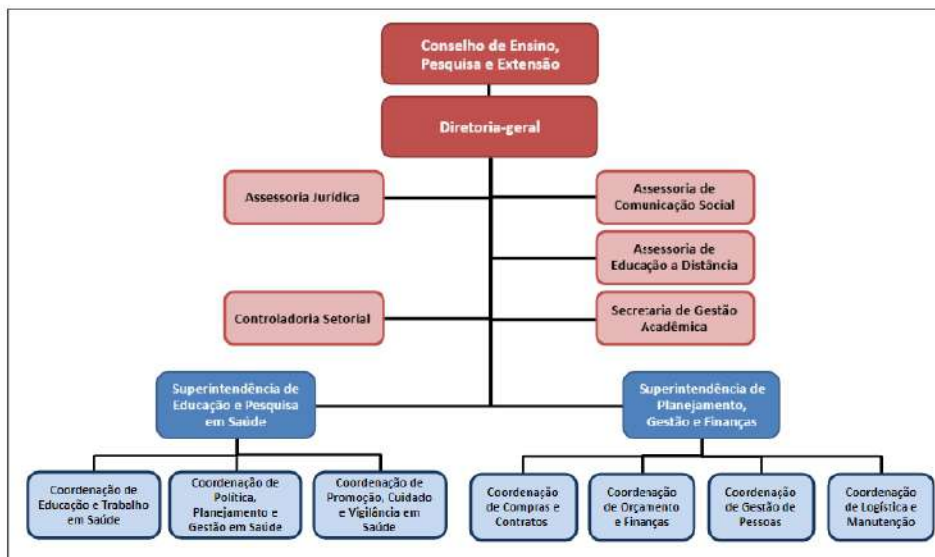 Conselho de Ensino,
Pesquisa e Extensão
Diretoria-geral
Assessoria Jurídica
Assessoria de
Comunicação Social
Assessoria de
Educação a Distância
Controladoria Setorial
Secretaria de Gestão
Acadêmica
Superintendência de
Educação e Pesquisa
em Saúde
Superintendência de
Planejamento,
Gestão e Finanças
Coordenação de
Educação e Trabalho
em Saúde
Coordenação de
Política,
Planejamento e
Gestão em Saúde
Coordenação de
Promoção, Cuidado
e Vigilância em
Saúde
Coordenação
de Compras e
Contratos
Coordenação
de Orçamento
e Finanças
Coordenação
de Gestão de
Pessoas
Coordenação
de Logística e
Manutenção